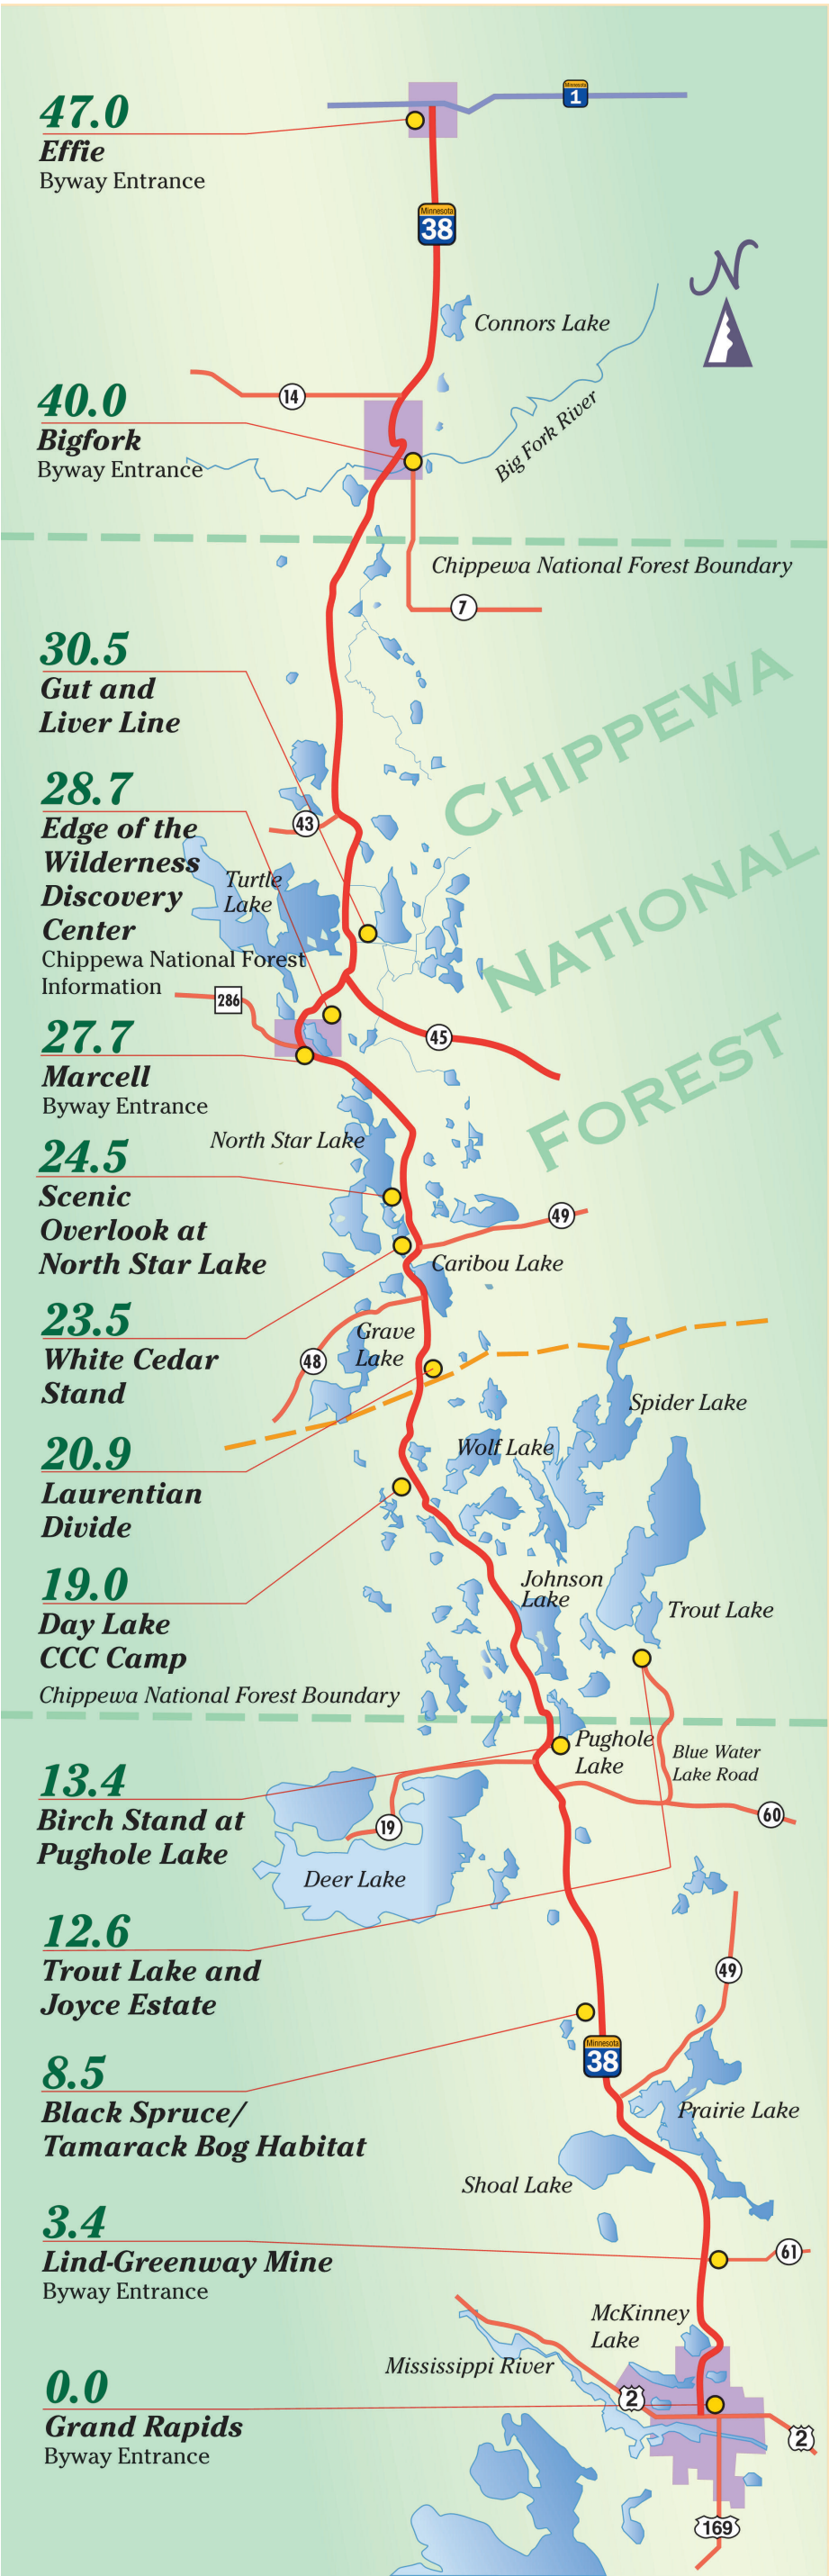 Minnesota
1
47.0
Effie
Byway Entrance
Minnesota
38
N
Connors Lake
14
40.0
Bigfork
Byway Entrance
Big Fork River
Chippewa National Forest Boundary
7
30.5
Gut and
Liver Line
CHIPPEWA
NATIONAL
FOREST
28.7
Edge of the
Wilderness
Discovery
Center
Chippewa National Forest
Information
43
Turtle
Lake
286
45
27.7
Marcell
Byway Entrance
North Star Lake
24.5
Scenic
Overlook at
North Star Lake
49
Caribou Lake
23.5
White Cedar
Stand
Grave
Lake
48
Spider Lake
Wolf Lake
20.9
Laurentian
Divide
19.0
Day Lake
CCC Camp
Johnson
Lake
Trout Lake
Chippewa National Forest Boundary
Pughole
Lake
Blue Water
Lake Road
13.4
Birch Stand at
Pughole Lake
19
60
Deer Lake
12.6
Trout Lake and
Joyce Estate
49
8.5
Black Spruce/
Tamarack Bog Habitat
Minnesota
38
Prairie Lake
Shoal Lake
3.4
Lind-Greenway Mine
Byway Entrance
61
McKinney
Lake
Mississippi River
2
0.0
Grand Rapids
Byway Entrance
2
169